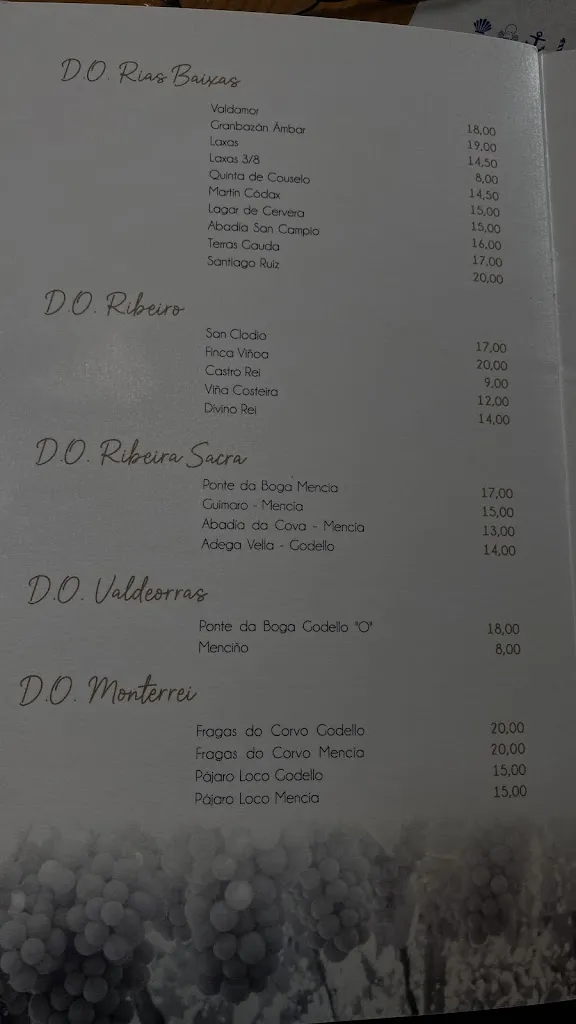 D.O. Rias Baixas
Valdamor 18,00
Granbazán Ámbar 19,00
Laxas 14,50
Laxas 3/8 8,00
Quinta de Couselo 14,50
Martin Códax 15,00
Lagar de Cervera 15,00
Abadía San Campio 16,00
Terras Gauda 17,00
Santiago Ruiz 20,00
D.O. Ribeiro
San Clodio 17,00
Finca Viñoa 20,00
Castro Rei 9,00
Viña Costeira 12,00
Divino Rei 14,00
D.O. Ribeira Sacra
Ponte da Boga Mencia 17,00
Guimaro - Mencia 15,00
Abadia da Cova - Mencia 13,00
Adega Vella - Godello 14,00
D.O. Valdeorras
Ponte da Boga Godello "O" 18,00
Menciño 8,00
D.O. Monterrei
Fragas do Corvo Godello 20,00
Fragas do Corvo Mencia 20,00
Pájaro Loco Godello 15,00
Pájaro Loco Mencia 15,00